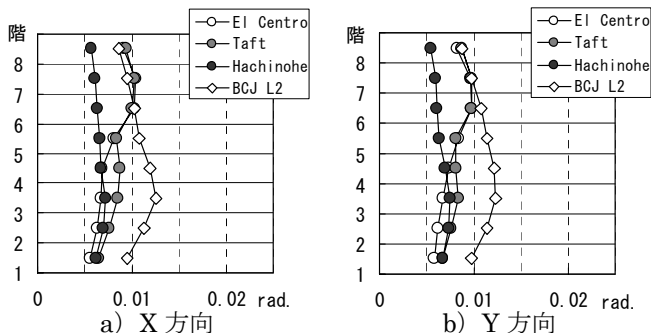 階
8
7
6
5
4
3
2
1
0 0.01 0.02 rad.
El Centro
Taft
Hachinohe
BCJ L2
a) X 方向
階
8
7
6
5
4
3
2
1
0 0.01 0.02 rad.
El Centro
Taft
Hachinohe
BCJ L2
b) Y 方向